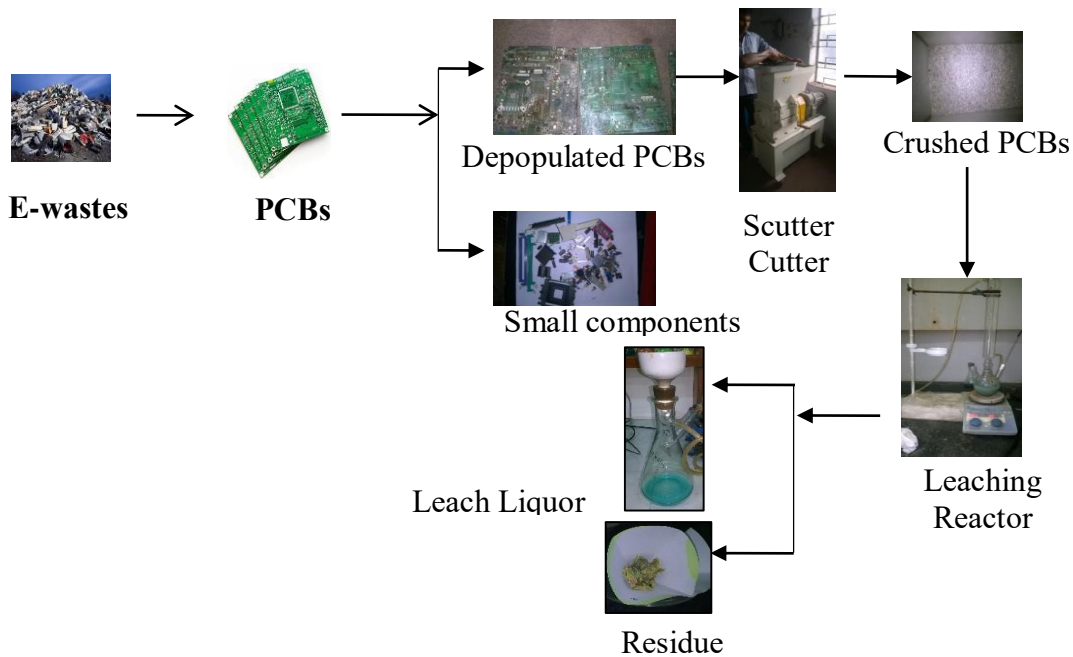 E-wastes
PCBs
Depopulated PCBs
Small components
Scutter
Cutter
Crushed PCBs
Leaching
Reactor
Leach Liquor
Residue